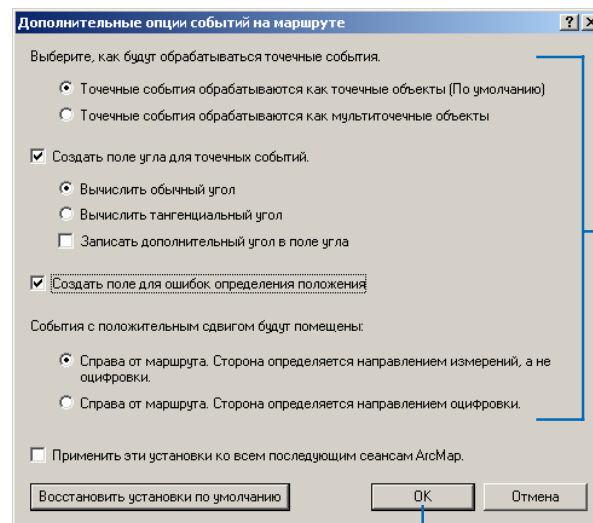 Дополнительные опции событий на маршруте
Выберите, как будут обрабатываться точечные события.
Точечные события обрабатываются как точечные объекты (По умолчанию)
Точечные события обрабатываются как мультиточечные объекты
Создать поле угла для точечных событий.
Вычислить обычный угол
Вычислить тангенциальный угол
Записать дополнительный угол в поле угла
Создать поле для ошибок определения положения
События с положительным сдвигом будут помещены:
Справа от маршрута. Сторона определяется направлением измерений, а не
оцифровки.
Справа от маршрута. Сторона определяется направлением оцифровки.
Применить эти установки ко всем последующим сеансам ArcMap.
Восстановить установки по умолчанию
OK
Отмена